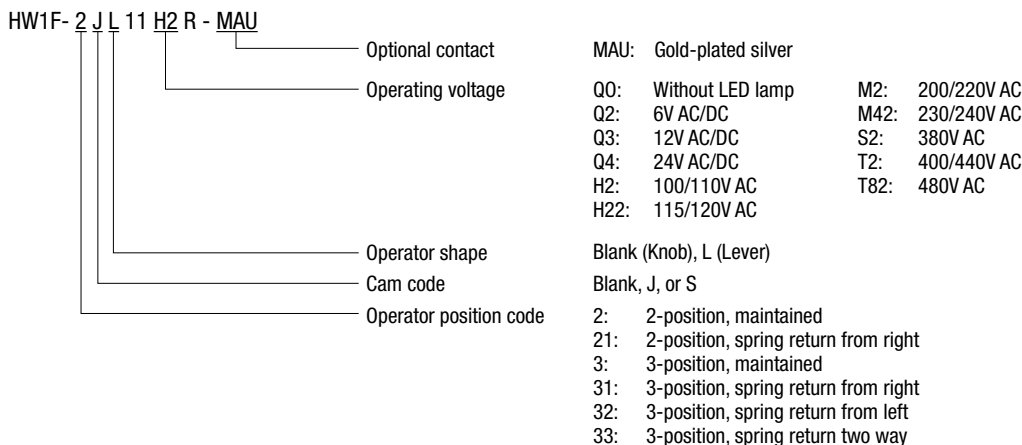 HW1F- 2 J L 11 H2 R - MAU
Optional contact MAU: Gold-plated silver
Operating voltage Q0: Without LED lamp M2: 200/220V AC
Q2: 6V AC/DC M42: 230/240V AC
Q3: 12V AC/DC S2: 380V AC
Q4: 24V AC/DC T2: 400/440V AC
H2: 100/110V AC T82: 480V AC
H22: 115/120V AC
Operator shape Blank (Knob), L (Lever)
Cam code Blank, J, or S
Operator position code 2: 2-position, maintained
21: 2-position, spring return from right
3: 3-position, maintained
31: 3-position, spring return from right
32: 3-position, spring return from left
33: 3-position, spring return two way